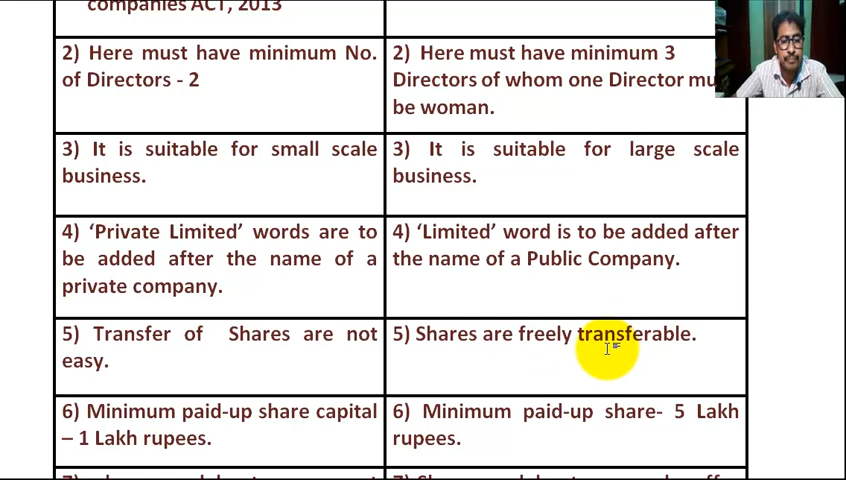 companies ACT, 2013
2) Here must have minimum No.
of Directors - 2
2) Here must have minimum 3
Directors of whom one Director mu
be woman.
3) It is suitable for small scale
business.
3) It is suitable for large scale
business.
4) ‘Private Limited’ words are to
be added after the name of a
private company.
4) ‘Limited’ word is to be added after
the name of a Public Company.
5) Transfer of Shares are not
easy.
5) Shares are freely transferable.
6) Minimum paid-up share capital
– 1 Lakh rupees.
6) Minimum paid-up share- 5 Lakh
rupees.